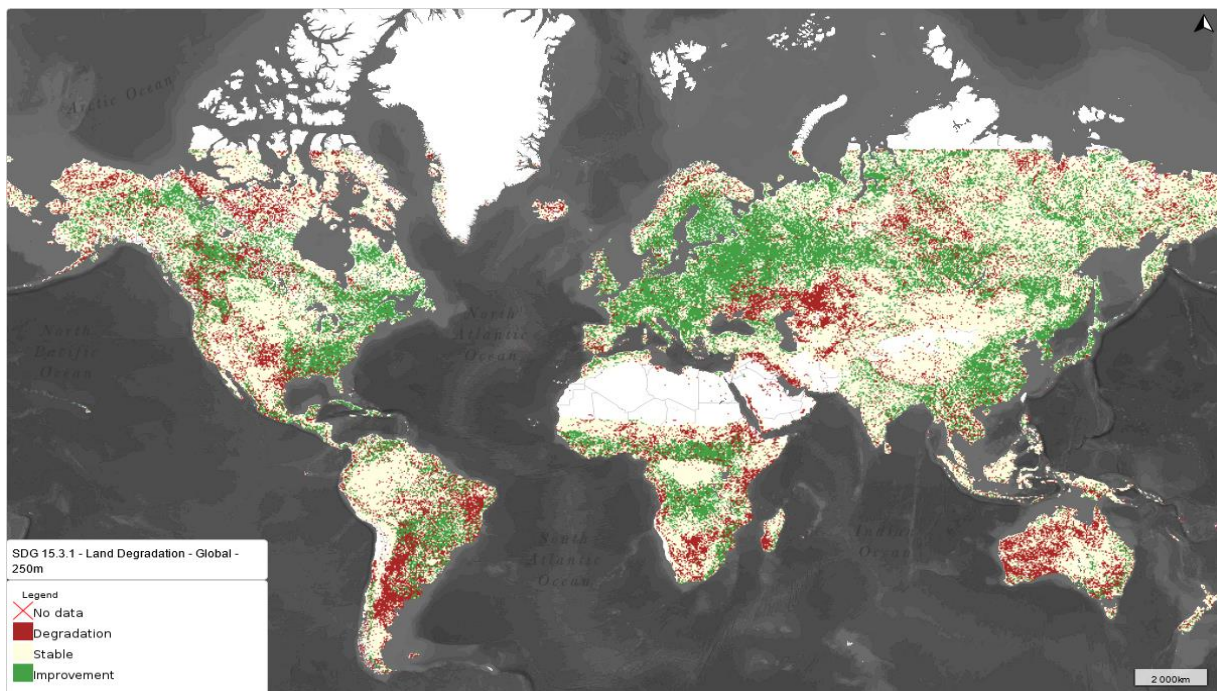 Arctic Ocean
North
Pacific
Ocean
North
Atlantic
Ocean
North
Atlantic
Ocean
Indian
Ocean
SDG 15.3.1 - Land Degradation - Global -
250m
Legend
No data
Degradation
Stable
Improvement
2 000km